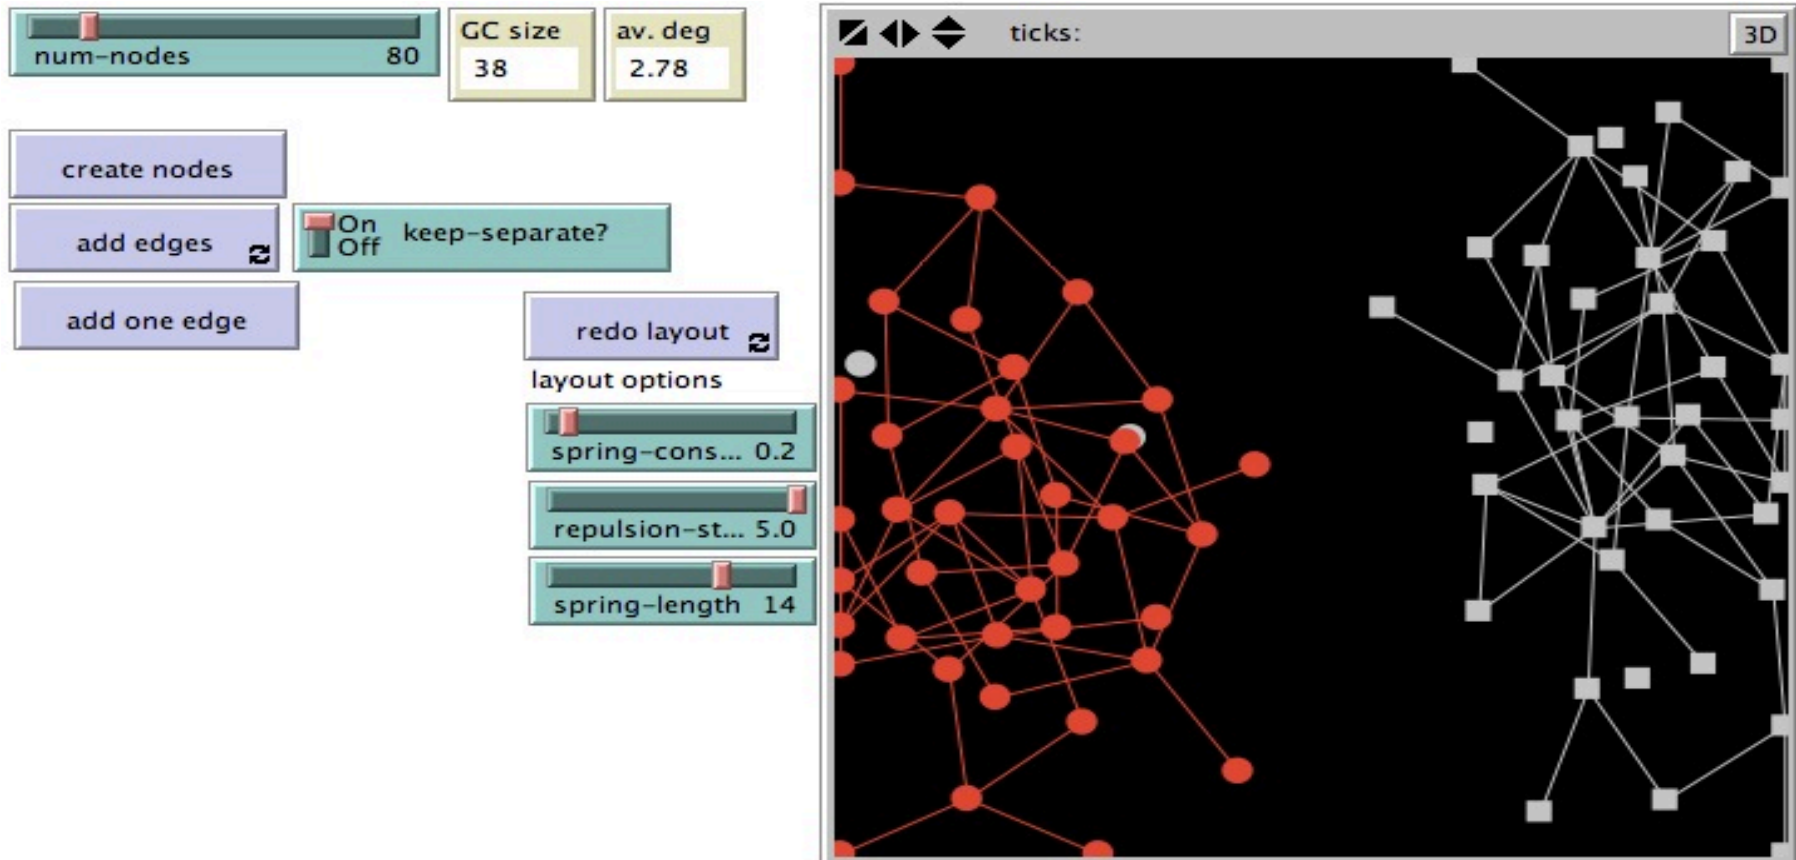 num-nodes 80
GC size
38
av. deg
2.78
ticks:
3D
create nodes
add edges
On
Off
keep-separate?
add one edge
redo layout
layout options
spring-cons... 0.2
repulsion-st... 5.0
spring-length 14